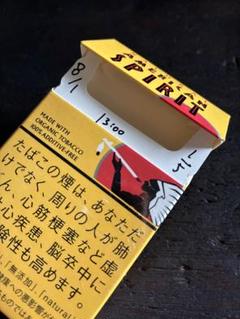 AMERICAN
SPIRIT
8/1
13:00
1/5
MADE WITH
ORGANIC TOBACCO
100% ADDITIVE-FREE
たばこの煙は、あなただ
けでなく、周りの人が肺
ん、心筋梗塞など虚
心疾患、脳卒中に
険性も高めます。
「無添加」「natural